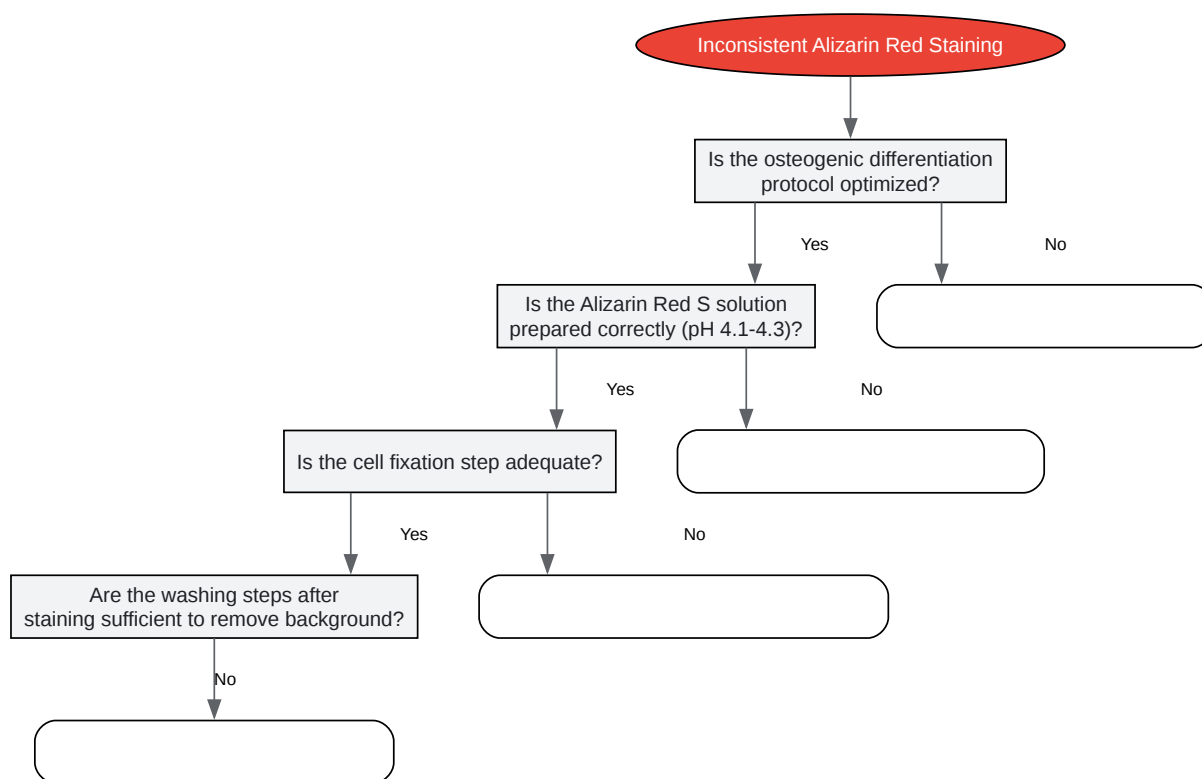 Inconsistent Alizarin Red Staining
Is the osteogenic differentiation
protocol optimized?
Yes
No
Is the Alizarin Red S solution
prepared correctly (pH 4.1-4.3)?
Yes
No
Is the cell fixation step adequate?
Yes
No
Are the washing steps after
staining sufficient to remove background?
No